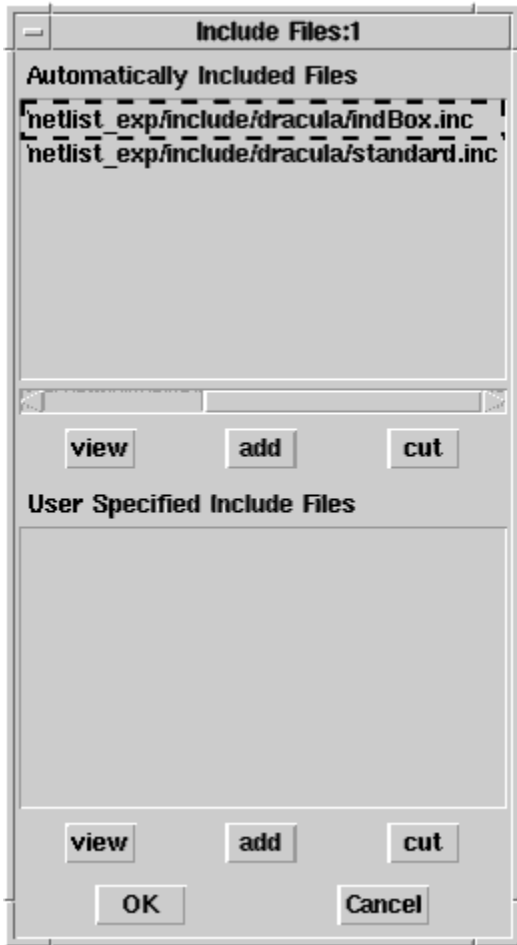 Include Files:1
Automatically Included Files
netlist_exp/include/dracula/indBox.inc
netlist_exp/include/dracula/standard.inc
view add cut
User Specified Include Files
view add cut
OK Cancel